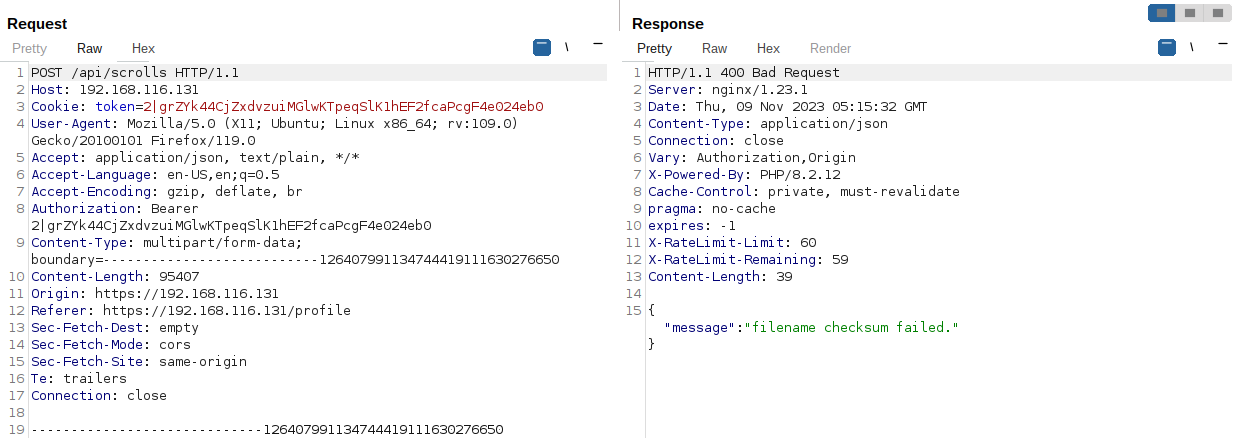 Request
Pretty Raw Hex \
1 POST /api/scrolls HTTP/1.1
2 Host: 192.168.116.131
3 Cookie: token=2|grZYk44CjZxdvzuiMGlwKTpeqSlK1hEF2fcaPcgF4e024eb0
4 User-Agent: Mozilla/5.0 (X11; Ubuntu; Linux x86_64; rv:109.0)
Gecko/20100101 Firefox/119.0
5 Accept: application/json, text/plain, */*
6 Accept-Language: en-US,en;q=0.5
7 Accept-Encoding: gzip, deflate, br
8 Authorization: Bearer
2|grZYk44CjZxdvzuiMGlwKTpeqSlK1hEF2fcaPcgF4e024eb0
9 Content-Type: multipart/form-data;
boundary=---------------------------126407991134744419111630276650
10 Content-Length: 95407
11 Origin: https://192.168.116.131
12 Referer: https://192.168.116.131/profile
13 Sec-Fetch-Dest: empty
14 Sec-Fetch-Mode: cors
15 Sec-Fetch-Site: same-origin
16 Te: trailers
17 Connection: close
18
19 -----------------------------126407991134744419111630276650
Response
Pretty Raw Hex Render \
1 HTTP/1.1 400 Bad Request
2 Server: nginx/1.23.1
3 Date: Thu, 09 Nov 2023 05:15:32 GMT
4 Content-Type: application/json
5 Connection: close
6 Vary: Authorization,Origin
7 X-Powered-By: PHP/8.2.12
8 Cache-Control: private, must-revalidate
9 pragma: no-cache
10 expires: -1
11 X-RateLimit-Limit: 60
12 X-RateLimit-Remaining: 59
13 Content-Length: 39
14
15 {
"message":"filename checksum failed."
}